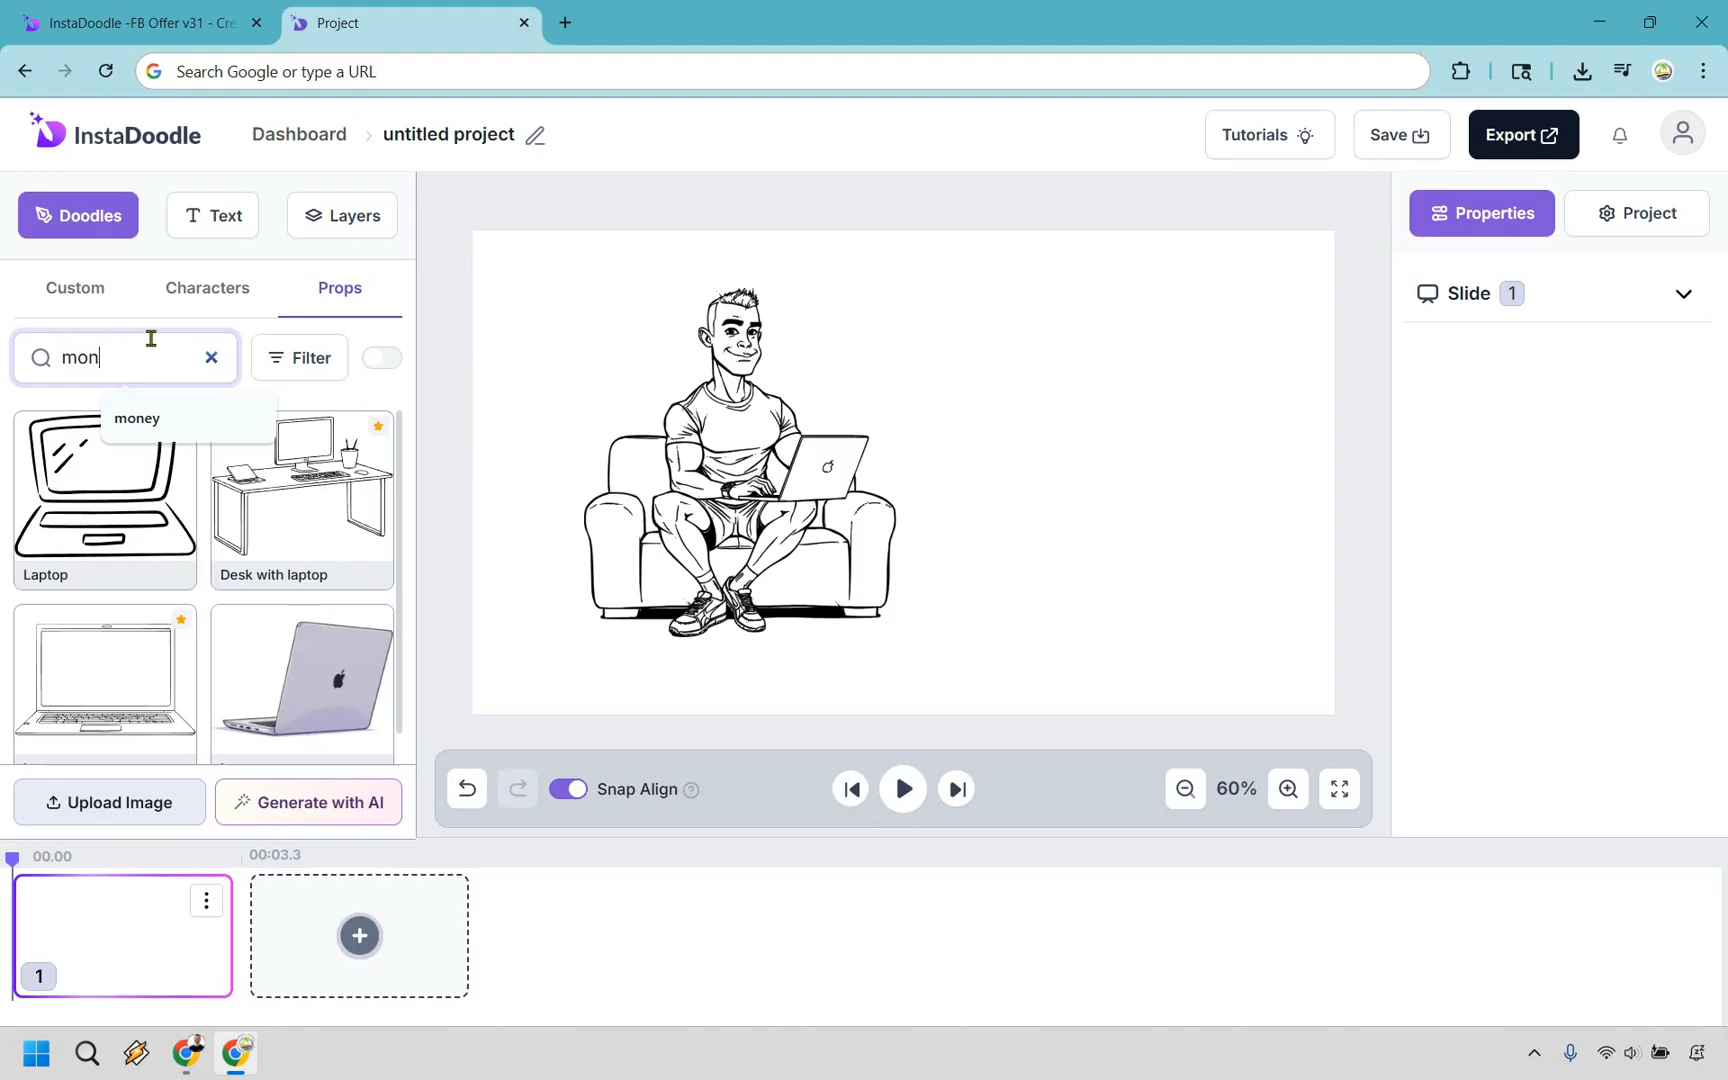 InstaDoodle -FB Offer v31 - Cre
Project
Search Google or type a URL
InstaDoodle
Dashboard
untitled project
Tutorials
Save
Export
Doodles
Text
Layers
Properties
Project
Custom
Characters
Props
Slide 1
mon
Filter
money
Laptop
Desk with laptop
Upload Image
Generate with AI
Snap Align
60%
00.00
00:03.3
1